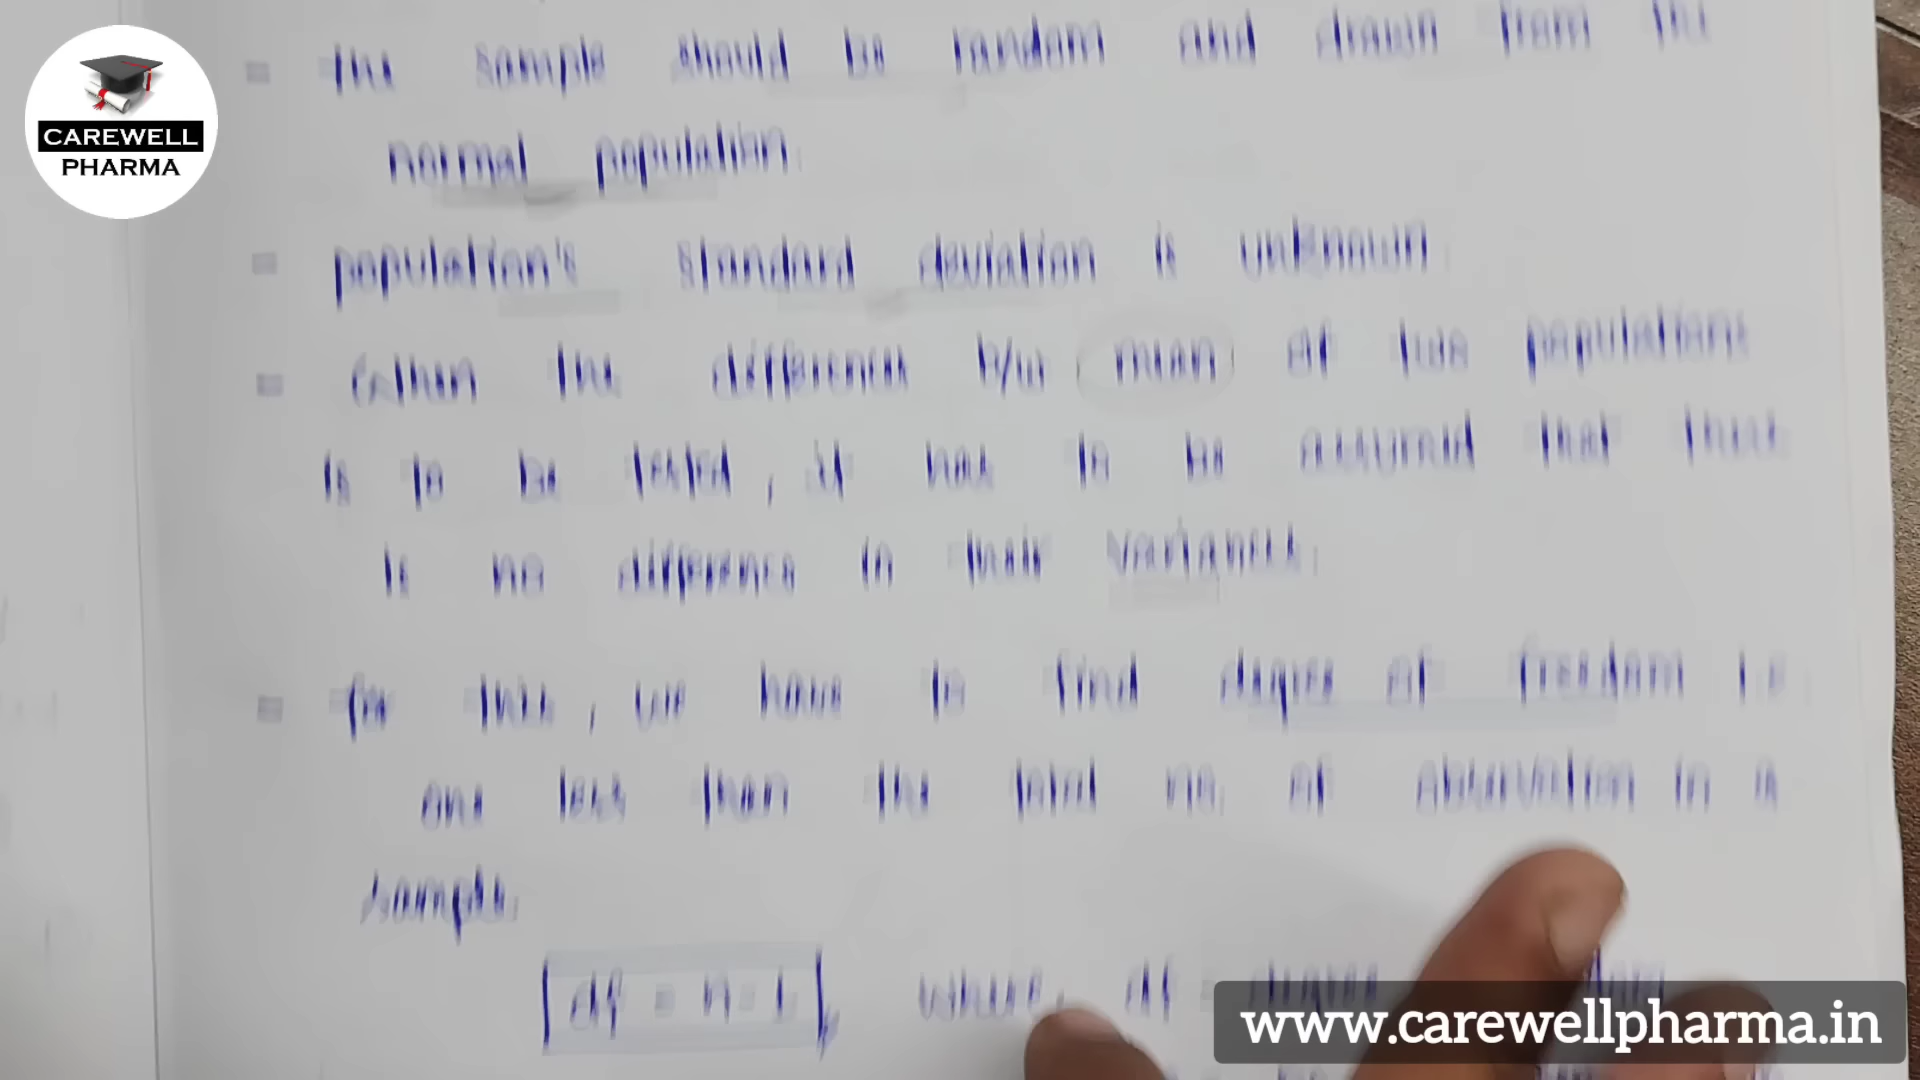 CAREWELL
PHARMA
the sample should be random and drawn from the
normal population.
population's standard deviation is unknown.
When the difference b/w mean of two populations
is to be tested, it has to be assumed that there
is no difference in their variances.
for this, we have to find degree of freedom i.e
one less than the total no. of observation in a
sample.
df = n-1, where, df = degree
www.carewellpharma.in